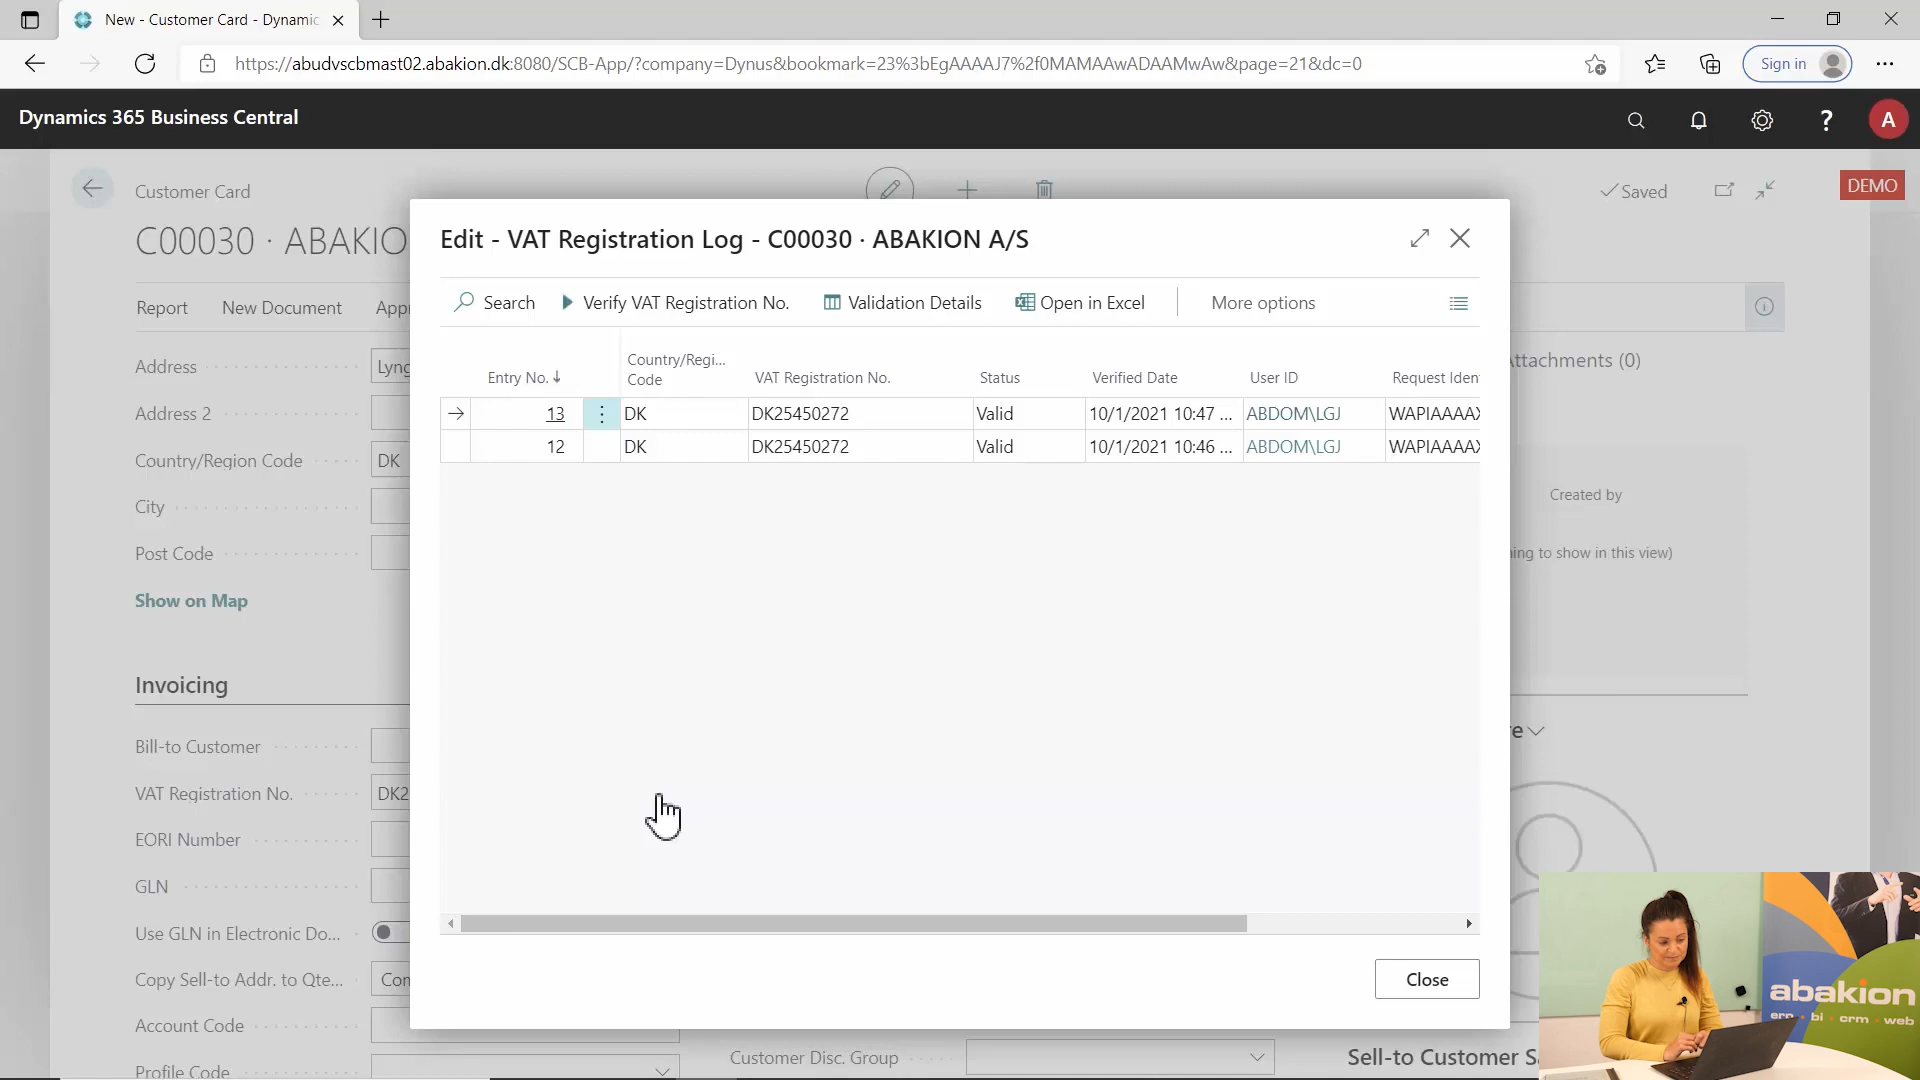 New - Customer Card - Dynamic
https://abudvscbmast02.abakion.dk:8080/SCB-App/?company=Dynus&bookmark=23%3bEgAAAAJ7%2f0MAMAAwADAAMwAw&page=21&dc=0
Sign in
Dynamics 365 Business Central
?
A
Customer Card
Saved
DEMO
C00030 · ABAKIO
Report New Document App
Address
Lyng
Address 2
Country/Region Code
DK
City
Post Code
Show on Map
Invoicing
Bill-to Customer
VAT Registration No.
DK2
EORI Number
GLN
Use GLN in Electronic Do...
Copy Sell-to Addr. to Qte...
Con
Account Code
Profile Code
Edit - VAT Registration Log - C00030 · ABAKION A/S
Search Verify VAT Registration No. Validation Details Open in Excel More options
Entry No. ↓ Country/Regi... Code VAT Registration No. Status Verified Date User ID Request Iden
13 DK DK25450272 Valid 10/1/2021 10:47 ... ABDOM\LGJ WAPIAAAAX
12 DK DK25450272 Valid 10/1/2021 10:46 ... ABDOM\LGJ WAPIAAAAX
Close
Attachments (0)
Created by
ing to show in this view)
re
Customer Disc. Group
Sell-to Customer S
abakion
erp · bi · crm · web